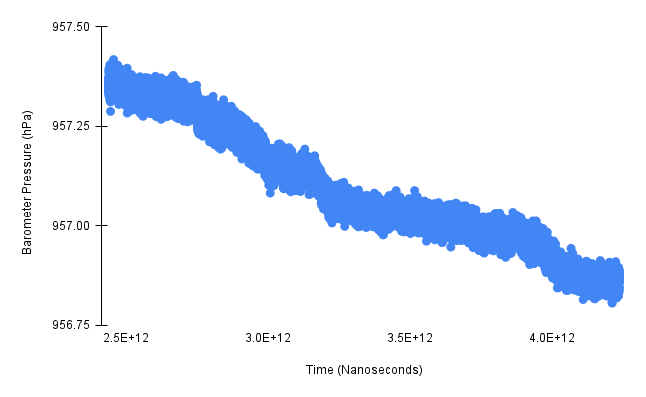 957.50
957.25
957.00
956.75
Barometer Pressure (hPa)
2.5E+12 3.0E+12 3.5E+12 4.0E+12
Time (Nanoseconds)